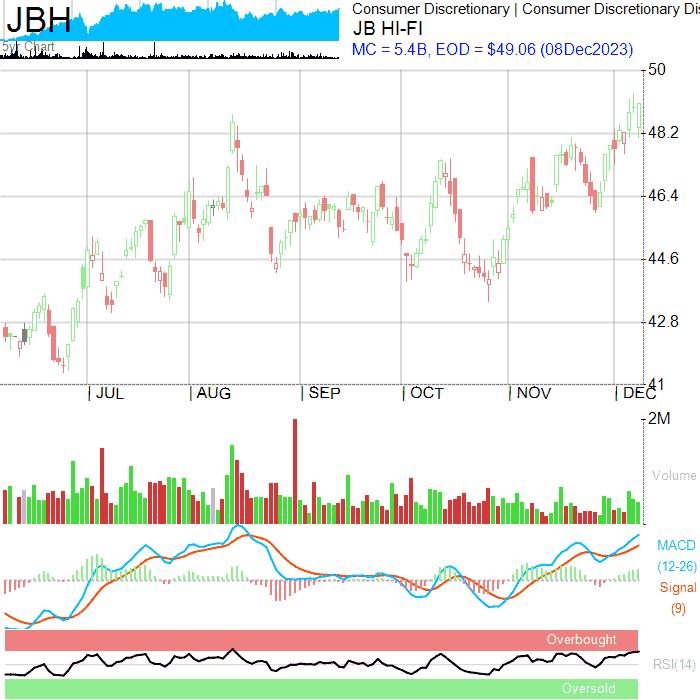 JBH
5yr Chart
Consumer Discretionary | Consumer Discretionary Dis
JB HI-FI
MC = 5.4B, EOD = $49.06 (08Dec2023)
50
48.2
46.4
44.6
42.8
41
| JUL | AUG | SEP | OCT | NOV | DEC
2M
Volume
MACD
(12-26)
Signal
(9)
Overbought
RSI(14)
Oversold